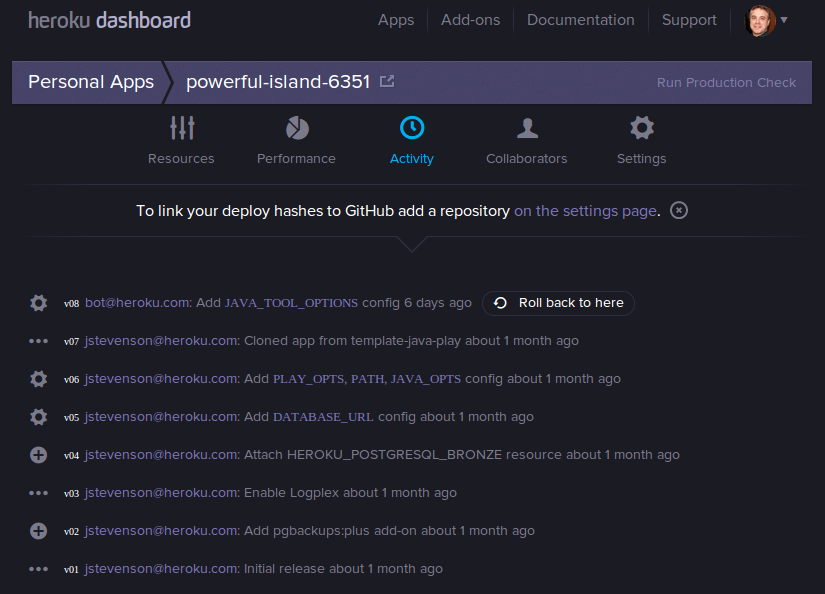 heroku dashboard Apps Add-ons Documentation Support
Personal Apps powerful-island-6351 Run Production Check
Resources Performance Activity Collaborators Settings
To link your deploy hashes to GitHub add a repository on the settings page.
v08 bot@heroku.com: Add JAVA_TOOL_OPTIONS config 6 days ago Roll back to here
v07 jstevenson@heroku.com: Cloned app from template-java-play about 1 month ago
v06 jstevenson@heroku.com: Add PLAY_OPTS, PATH, JAVA_OPTS config about 1 month ago
v05 jstevenson@heroku.com: Add DATABASE_URL config about 1 month ago
v04 jstevenson@heroku.com: Attach HEROKU_POSTGRESQL_BRONZE resource about 1 month ago
v03 jstevenson@heroku.com: Enable Logplex about 1 month ago
v02 jstevenson@heroku.com: Add pgbackups:plus add-on about 1 month ago
v01 jstevenson@heroku.com: Initial release about 1 month ago